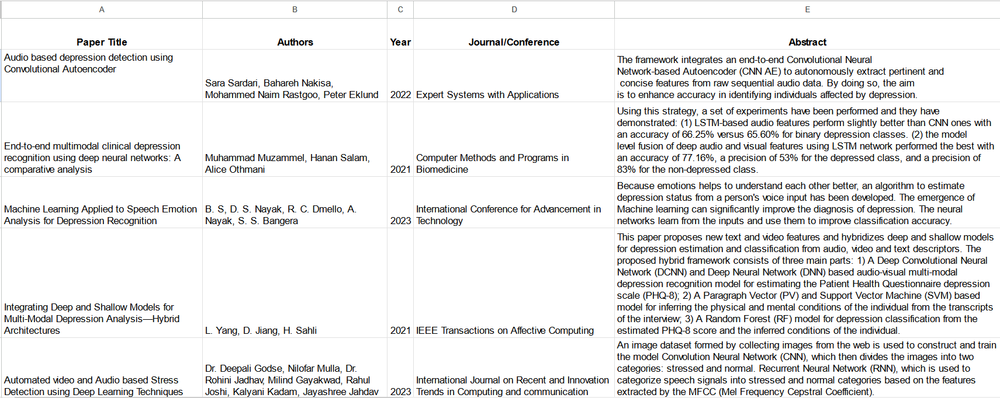 A B C D E
Paper Title Authors Year Journal/Conference Abstract
Audio based depression detection using
Convolutional Autoencoder
Sara Sardari, Bahareh Nakisa,
Mohammed Naim Rastgoo, Peter Eklund
2022
Expert Systems with Applications
The framework integrates an end-to-end Convolutional Neural
Network-based Autoencoder (CNN AE) to autonomously extract pertinent and
concise features from raw sequential audio data. By doing so, the aim
is to enhance accuracy in identifying individuals affected by depression.
End-to-end multimodal clinical depression
recognition using deep neural networks: A
comparative analysis
Muhammad Muzammel, Hanan Salam,
Alice Othmani
2021
Computer Methods and Programs in
Biomedicine
Using this strategy, a set of experiments have been performed and they have
demonstrated: (1) LSTM-based audio features perform slightly better than CNN ones with
an accuracy of 66.25% versus 65.60% for binary depression classes. (2) the model
level fusion of deep audio and visual features using LSTM network performed the best with
an accuracy of 77.16%, a precision of 53% for the depressed class, and a precision of
83% for the non-depressed class.
Machine Learning Applied to Speech Emotion
Analysis for Depression Recognition
B. S, D. S. Nayak, R. C. Dmello, A.
Nayak, S. S. Bangera
2023
International Conference for Advancement in
Technology
Because emotions helps to understand each other better, an algorithm to estimate
depression status from a person's voice input has been developed. The emergence of
Machine learning can significantly improve the diagnosis of depression. The neural
networks learn from the inputs and use them to improve classification accuracy.
Integrating Deep and Shallow Models for
Multi-Modal Depression Analysis—Hybrid
Architectures
L. Yang, D. Jiang, H. Sahli
2021
IEEE Transactions on Affective Computing
This paper proposes new text and video features and hybridizes deep and shallow models
for depression estimation and classification from audio, video and text descriptors. The
proposed hybrid framework consists of three main parts: 1) A Deep Convolutional Neural
Network (DCNN) and Deep Neural Network (DNN) based audio-visual multi-modal
depression recognition model for estimating the Patient Health Questionnaire depression
scale (PHQ-8); 2) A Paragraph Vector (PV) and Support Vector Machine (SVM) based
model for inferring the physical and mental conditions of the individual from the transcripts
of the interview; 3) A Random Forest (RF) model for depression classification from the
estimated PHQ-8 score and the inferred conditions of the individual.
Automated video and Audio based Stress
Detection using Deep Learning Techniques
Dr. Deepali Godse, Nilofar Mulla, Dr.
Rohini Jadhav, Milind Gayakwad, Rahul
Joshi, Kalyani Kadam, Jayashree Jahdav
2023
International Journal on Recent and Innovation
Trends in Computing and communication
An image dataset formed by collecting images from the web is used to construct and train
the model Convolution Neural Network (CNN), which then divides the images into two
categories: stressed and normal. Recurrent Neural Network (RNN), which is used to
categorize speech signals into stressed and normal categories based on the features
extracted by the MFCC (Mel Frequency Cepstral Coefficient).